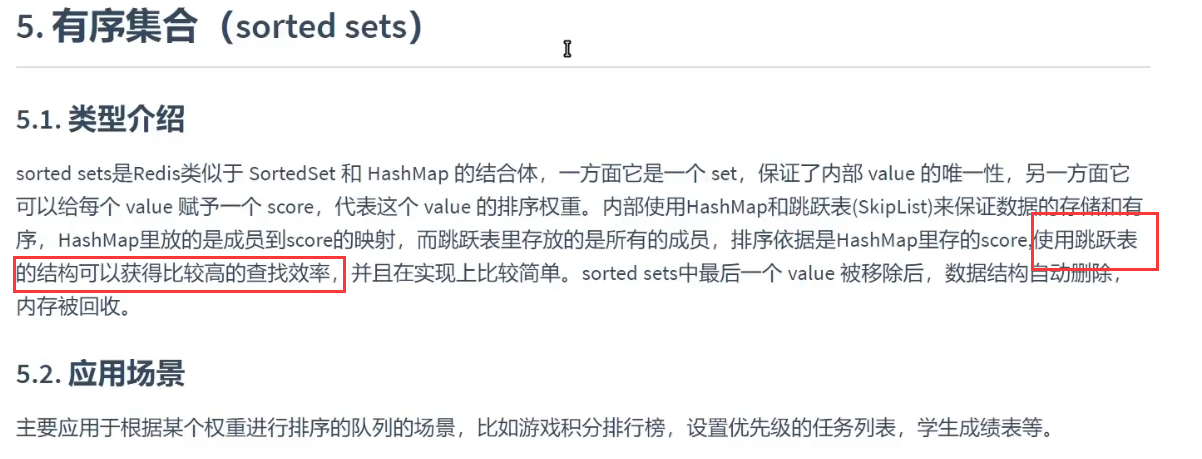 5. 有序集合（sorted sets）
5.1. 类型介绍
sorted sets是Redis类似于 SortedSet 和 HashMap 的结合体，一方面它是一个 set，保证了内部 value 的唯一性，另一方面它
可以给每个 value 赋予一个 score，代表这个 value 的排序权重。内部使用HashMap和跳跃表(SkipList)来保证数据的存储和有
序，HashMap里放的是成员到score的映射，而跳跃表里存放的是所有的成员，排序依据是HashMap里存的score,使用跳跃表
的结构可以获得比较高的查找效率，并且在实现上比较简单。sorted sets中最后一个 value 被移除后，数据结构自动删除，
内存被回收。
5.2. 应用场景
主要应用于根据某个权重进行排序的队列的场景，比如游戏积分排行榜，设置优先级的任务列表，学生成绩表等。